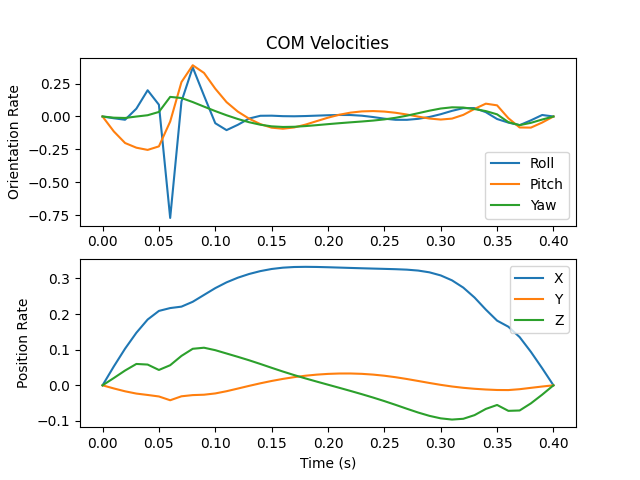 COM Velocities
Orientation Rate
0.25
0.00
−0.25
−0.50
−0.75
Roll
Pitch
Yaw
0.00 0.05 0.10 0.15 0.20 0.25 0.30 0.35 0.40
Position Rate
0.3
0.2
0.1
0.0
−0.1
X
Y
Z
0.00 0.05 0.10 0.15 0.20 0.25 0.30 0.35 0.40
Time (s)